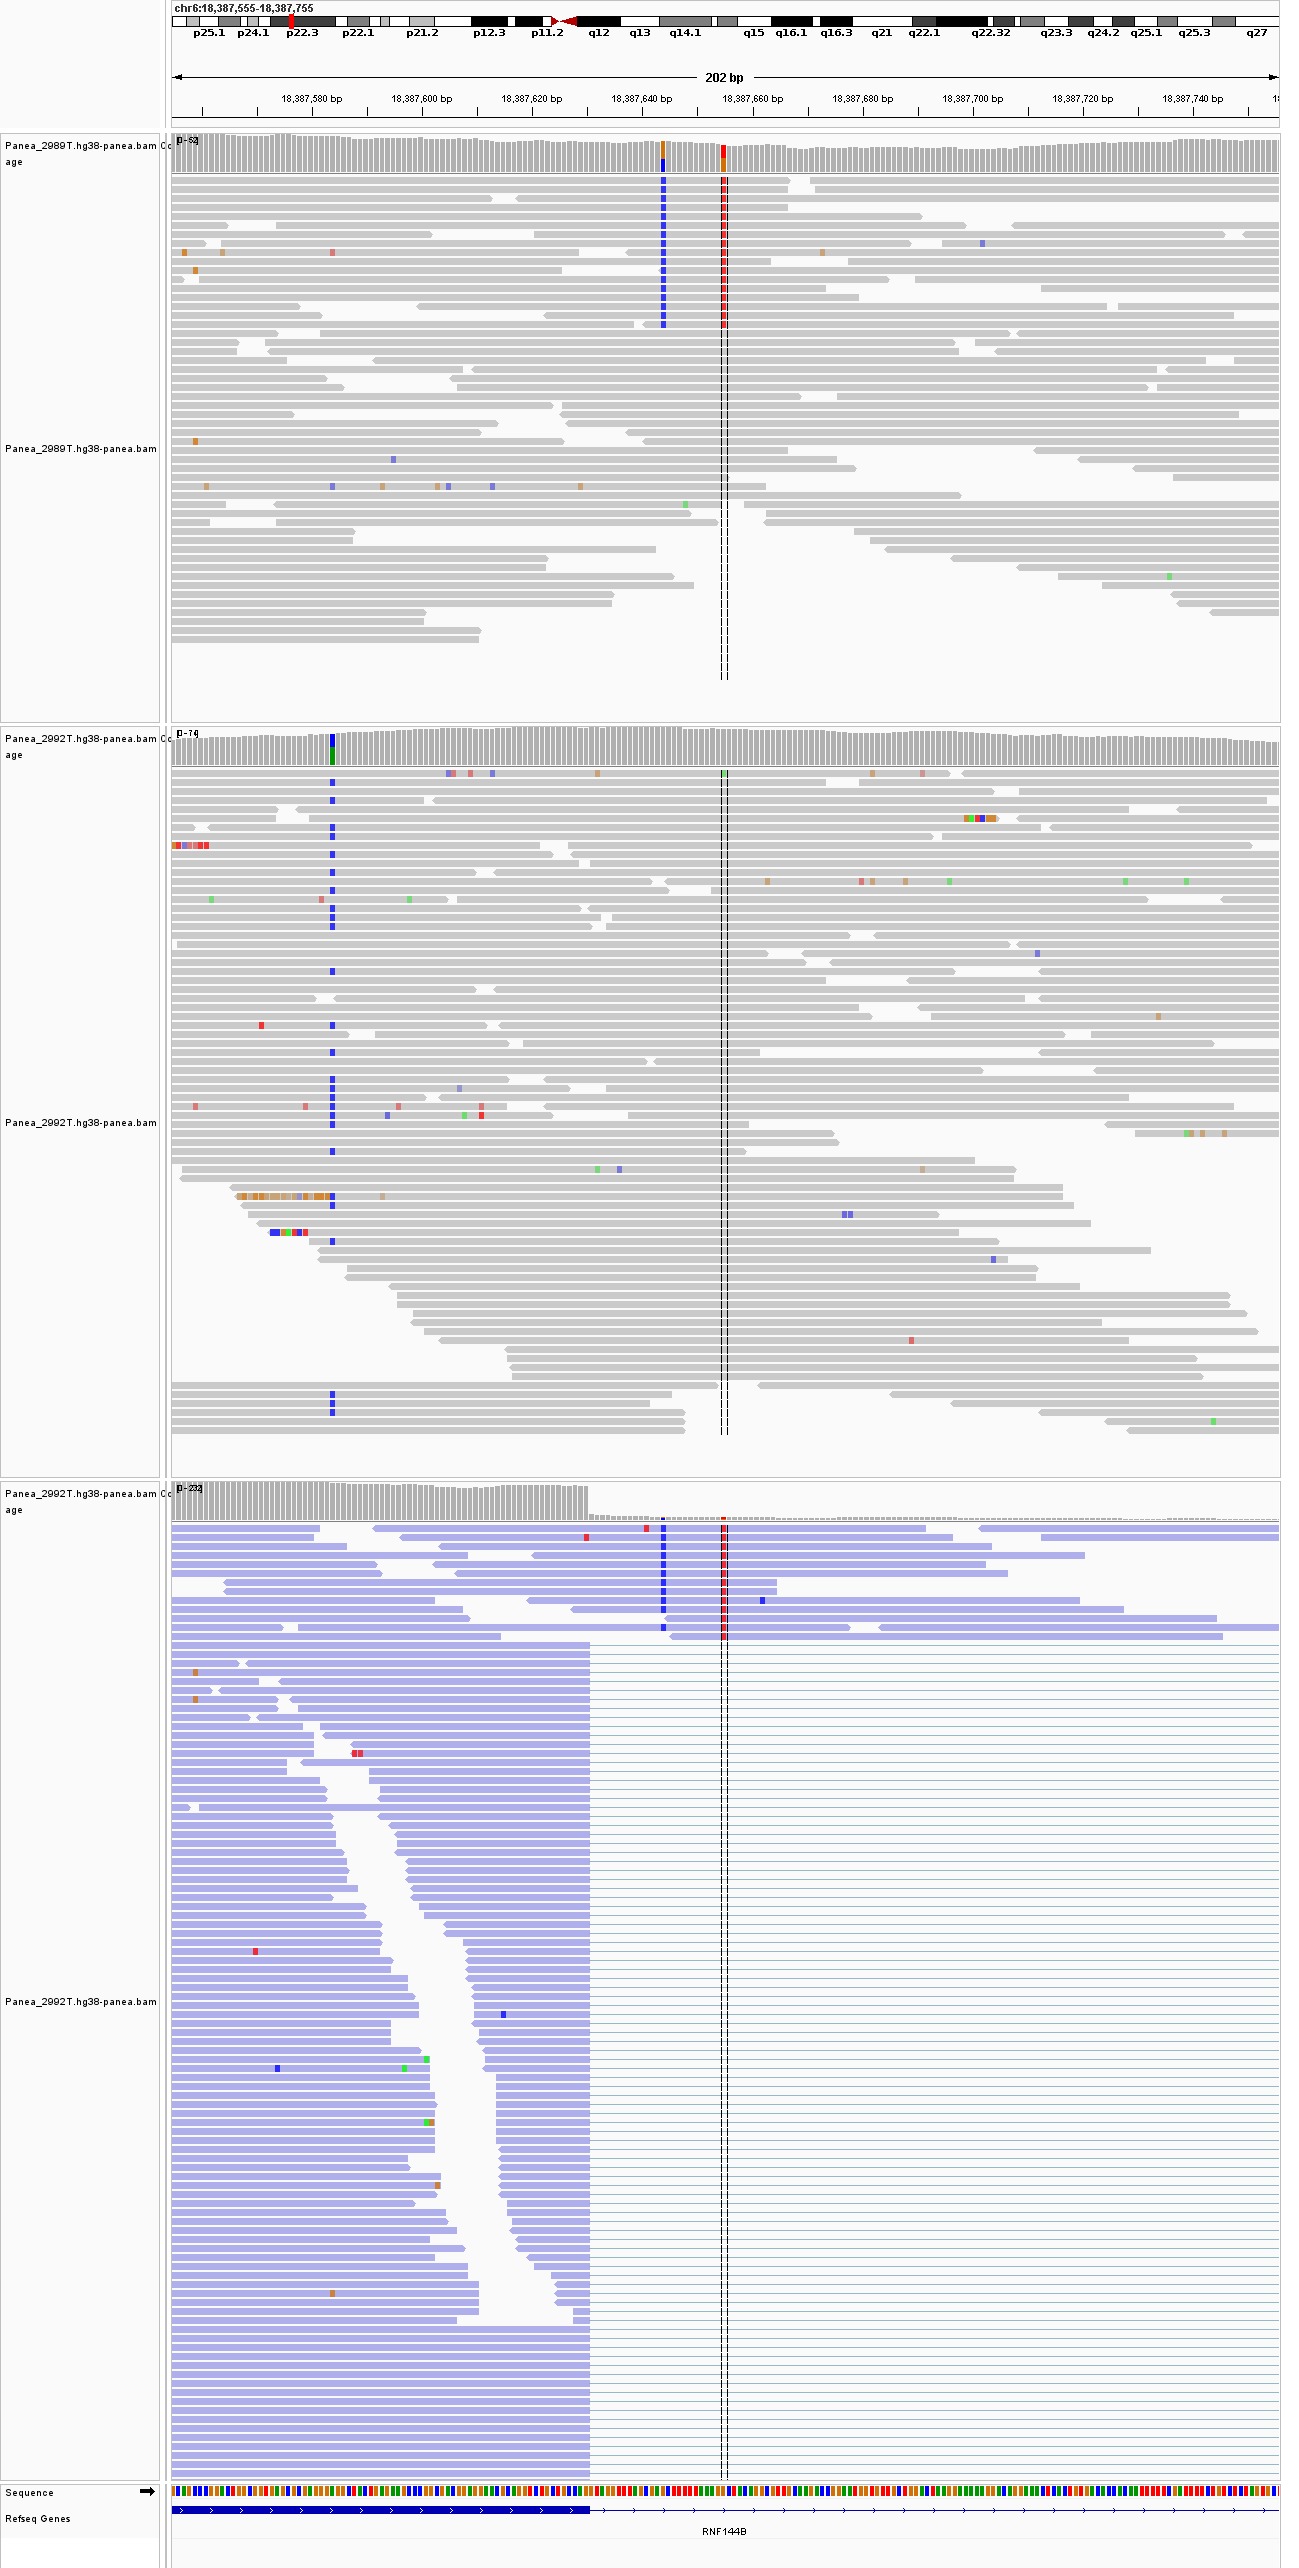 chr6:18,387,555-18,387,755
p25.1 p24.1 p22.3 p22.1 p21.2 p12.3 p11.2 q12 q13 q14.1 q15 q16.1 q16.3 q21 q22.1 q22.32 q23.3 q24.2 q25.1 q25.3 q27
202 bp
18,387,580 bp 18,387,600 bp 18,387,620 bp 18,387,640 bp 18,387,660 bp 18,387,680 bp 18,387,700 bp 18,387,720 bp 18,387,740 bp
Panea_2989T.hg38-panea.bam Co
age
Panea_2989T.hg38-panea.bam
Panea_2992T.hg38-panea.bam Co
age
Panea_2992T.hg38-panea.bam
Panea_2992T.hg38-panea.bam Co
age
Panea_2992T.hg38-panea.bam
Sequence
Refseq Genes
RNF144B